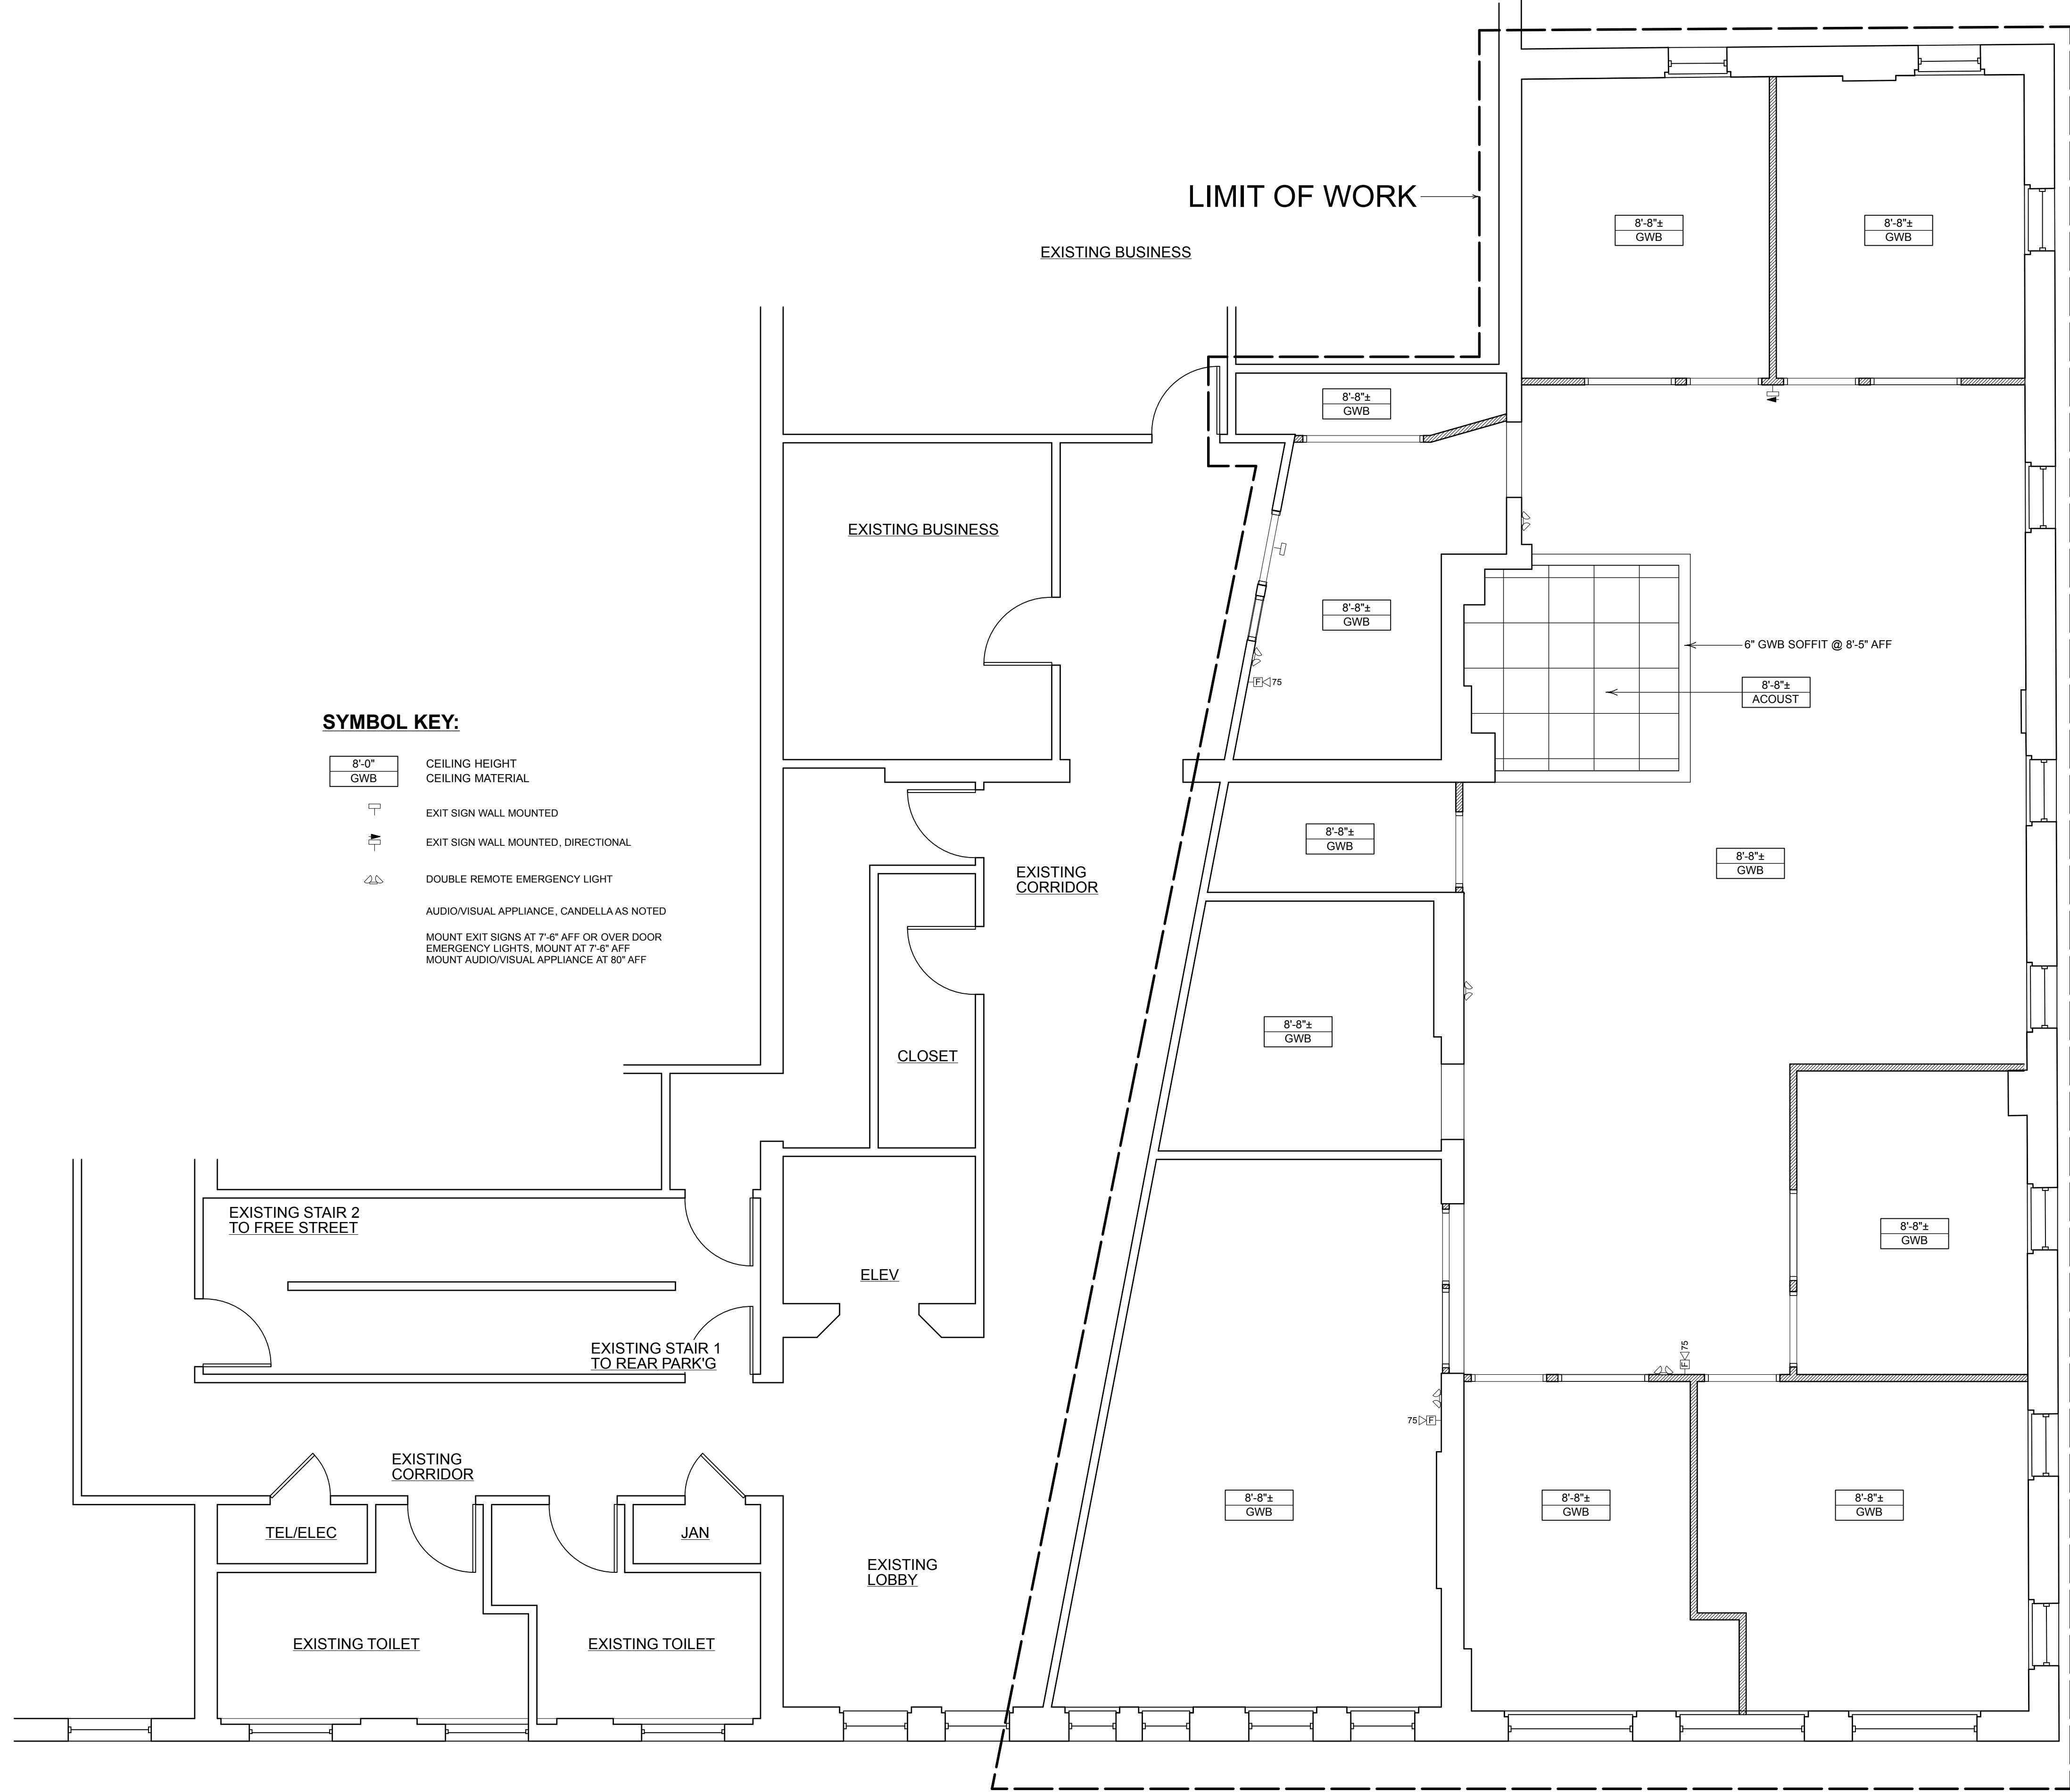 LIMIT OF WORK
8'-8"±
GWB
8'-8"±
GWB
EXISTING BUSINESS
8'-8"±
GWB
EXISTING BUSINESS
8'-8"±
GWB
6" GWB SOFFIT @ 8'-5" AFF
F 75
8'-8"±
ACOUST
SYMBOL KEY:
8'-0"
GWB
CEILING HEIGHT
CEILING MATERIAL
EXIT SIGN WALL MOUNTED
EXIT SIGN WALL MOUNTED, DIRECTIONAL
DOUBLE REMOTE EMERGENCY LIGHT
AUDIO/VISUAL APPLIANCE, CANDELLA AS NOTED
MOUNT EXIT SIGNS AT 7'-6" AFF OR OVER DOOR
EMERGENCY LIGHTS, MOUNT AT 7'-6" AFF
MOUNT AUDIO/VISUAL APPLIANCE AT 80" AFF
8'-8"±
GWB
8'-8"±
GWB
EXISTING
CORRIDOR
8'-8"±
GWB
CLOSET
EXISTING STAIR 2
TO FREE STREET
8'-8"±
GWB
ELEV
EXISTING STAIR 1
TO REAR PARK'G
F 75
75 F
EXISTING
CORRIDOR
8'-8"±
GWB
8'-8"±
GWB
8'-8"±
GWB
TEL/ELEC
JAN
EXISTING
LOBBY
EXISTING TOILET
EXISTING TOILET